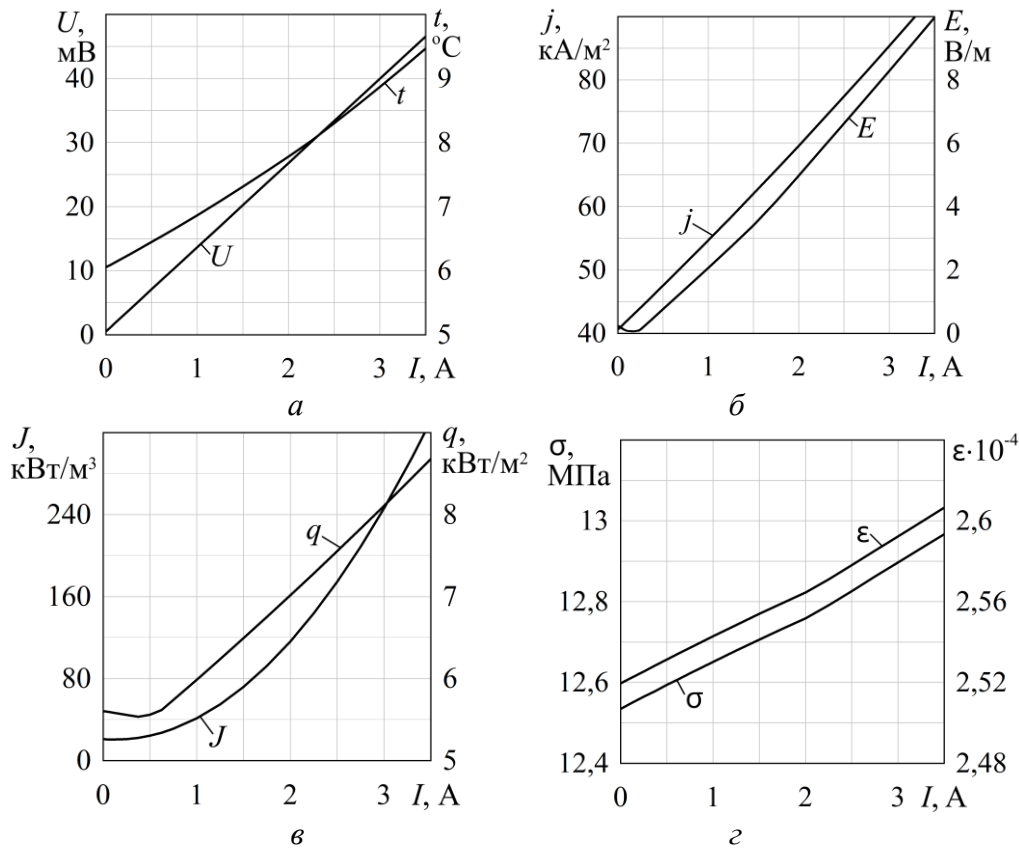 U,
мВ
t,
ºC
40
30
20
10
0
9
8
7
6
5
t
U
0 1 2 3 I, А
а
j,
кА/м²
E,
В/м
80
70
60
50
40
8
6
4
2
0
j
E
0 1 2 3 I, А
б
J,
кВт/м³
q,
кВт/м²
240
160
80
0
8
7
6
5
q
J
0 1 2 3 I, А
в
σ,
МПа
ε·10⁻⁴
13
12,8
12,6
12,4
2,6
2,56
2,52
2,48
ε
σ
0 1 2 3 I, А
г